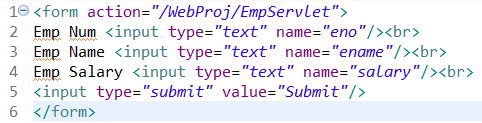 1 <form action="/WebProj/EmpServlet">
2 Emp Num <input type="text" name="eno"/><br>
3 Emp Name <input type="text" name="ename"/><br>
4 Emp Salary <input type="text" name="salary"/><br>
5 <input type="submit" value="Submit"/>
6 </form>